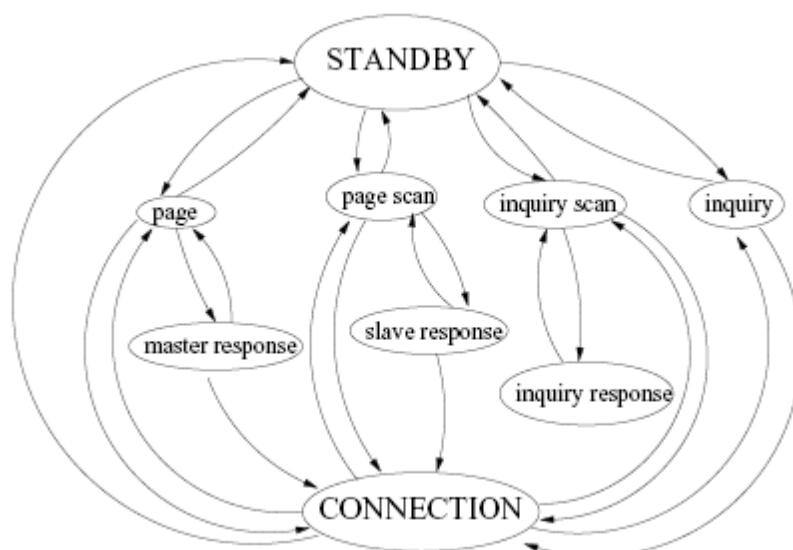 STANDBY
page
page scan
inquiry scan
inquiry
master response
slave response
inquiry response
CONNECTION